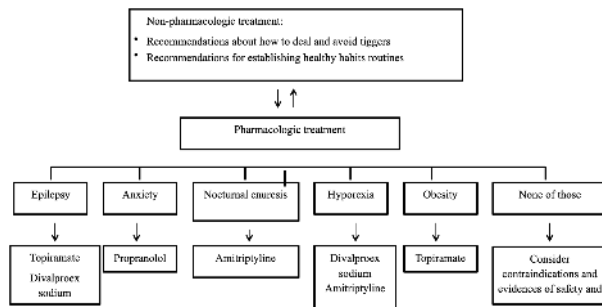 Non-pharmacologic treatment:
• Recommendations about how to deal and avoid tiggers
• Recommendations for establishing healthy habits routines
Pharmacologic treatment
Epilepsy
Anxiety
Nocturnal enuresis
Hyporexia
Obesity
None of those
Topiramate
Divalproex
sodium
Propranolol
Amitriptyline
Divalproex
sodium
Amitriptyline
Topiramate
Consider
contraindications and
evidences of safety and